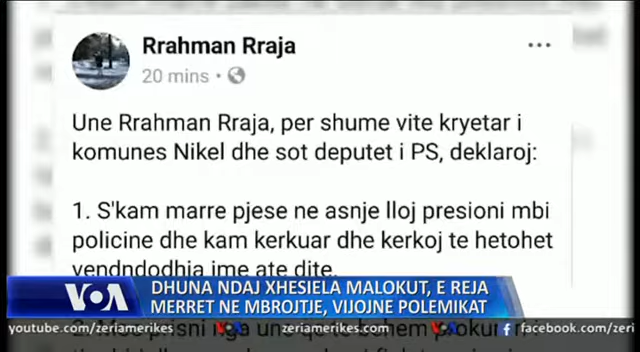 Rrahman Rraja
20 mins
Une Rrahman Rraja, per shume vite kryetar i
komunes Nikel dhe sot deputet i PS, deklaroj:
1. S'kam marre pjese ne asnje lloj presioni mbi
policine dhe kam kerkuar dhe kerkoj te hetohet
vendndodhja ime ate dite.
VOA
DHUNA NDAJ XHESIELA MALOKUT, E REJA
MERRET NE MBROJTJE, VIJOJNE POLEMIKAT
youtube.com/zeriamerikes
zeriamerikes.com
facebook.com/zeri